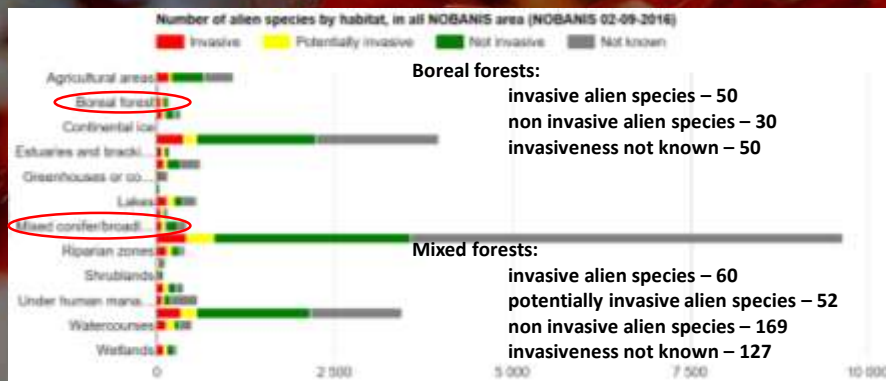 Number of alien species by habitat, in all NOBANIS area (NOBANIS 02-09-2016)
Invasive Potentially invasive Not invasive Not known
Agricultural areas
Boreal forest
Continental ice
Estuaries and bracki...
Greenhouses or co...
Lakes
Mixed conifer/broadl...
Riparian zones
Shrublands
Under human mana...
Watercourses
Wetlands
0 2 500 5 000 7 500 10 000
Boreal forests:
invasive alien species – 50
non invasive alien species – 30
invasiveness not known – 50
Mixed forests:
invasive alien species – 60
potentially invasive alien species – 52
non invasive alien species – 169
invasiveness not known – 127